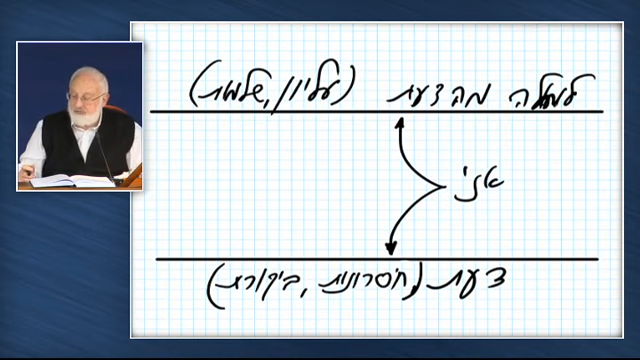 למעלה מהדעת (עליון, שלמות)
אני
דעת (חסרונות, ביקורת)